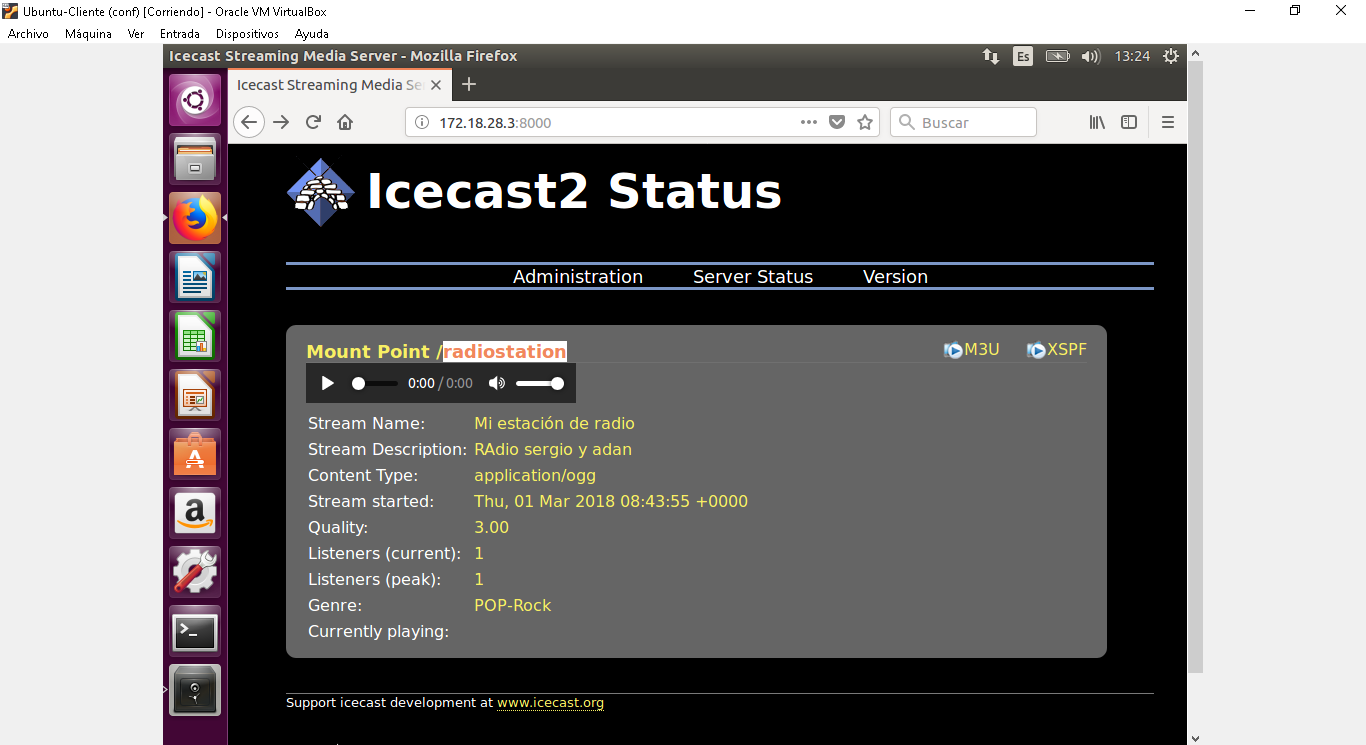 Ubuntu-Cliente (conf) [Corriendo] - Oracle VM VirtualBox
Archivo Máquina Ver Entrada Dispositivos Ayuda
Icecast Streaming Media Server - Mozilla Firefox Es 13:24
Icecast Streaming Media Se
172.18.28.3:8000 Buscar
Icecast2 Status
Administration Server Status Version
Mount Point /radiostation M3U XSPF
0:00 / 0:00
Stream Name: Mi estación de radio
Stream Description: RAdio sergio y adan
Content Type: application/ogg
Stream started: Thu, 01 Mar 2018 08:43:55 +0000
Quality: 3.00
Listeners (current): 1
Listeners (peak): 1
Genre: POP-Rock
Currently playing:
Support icecast development at www.icecast.org